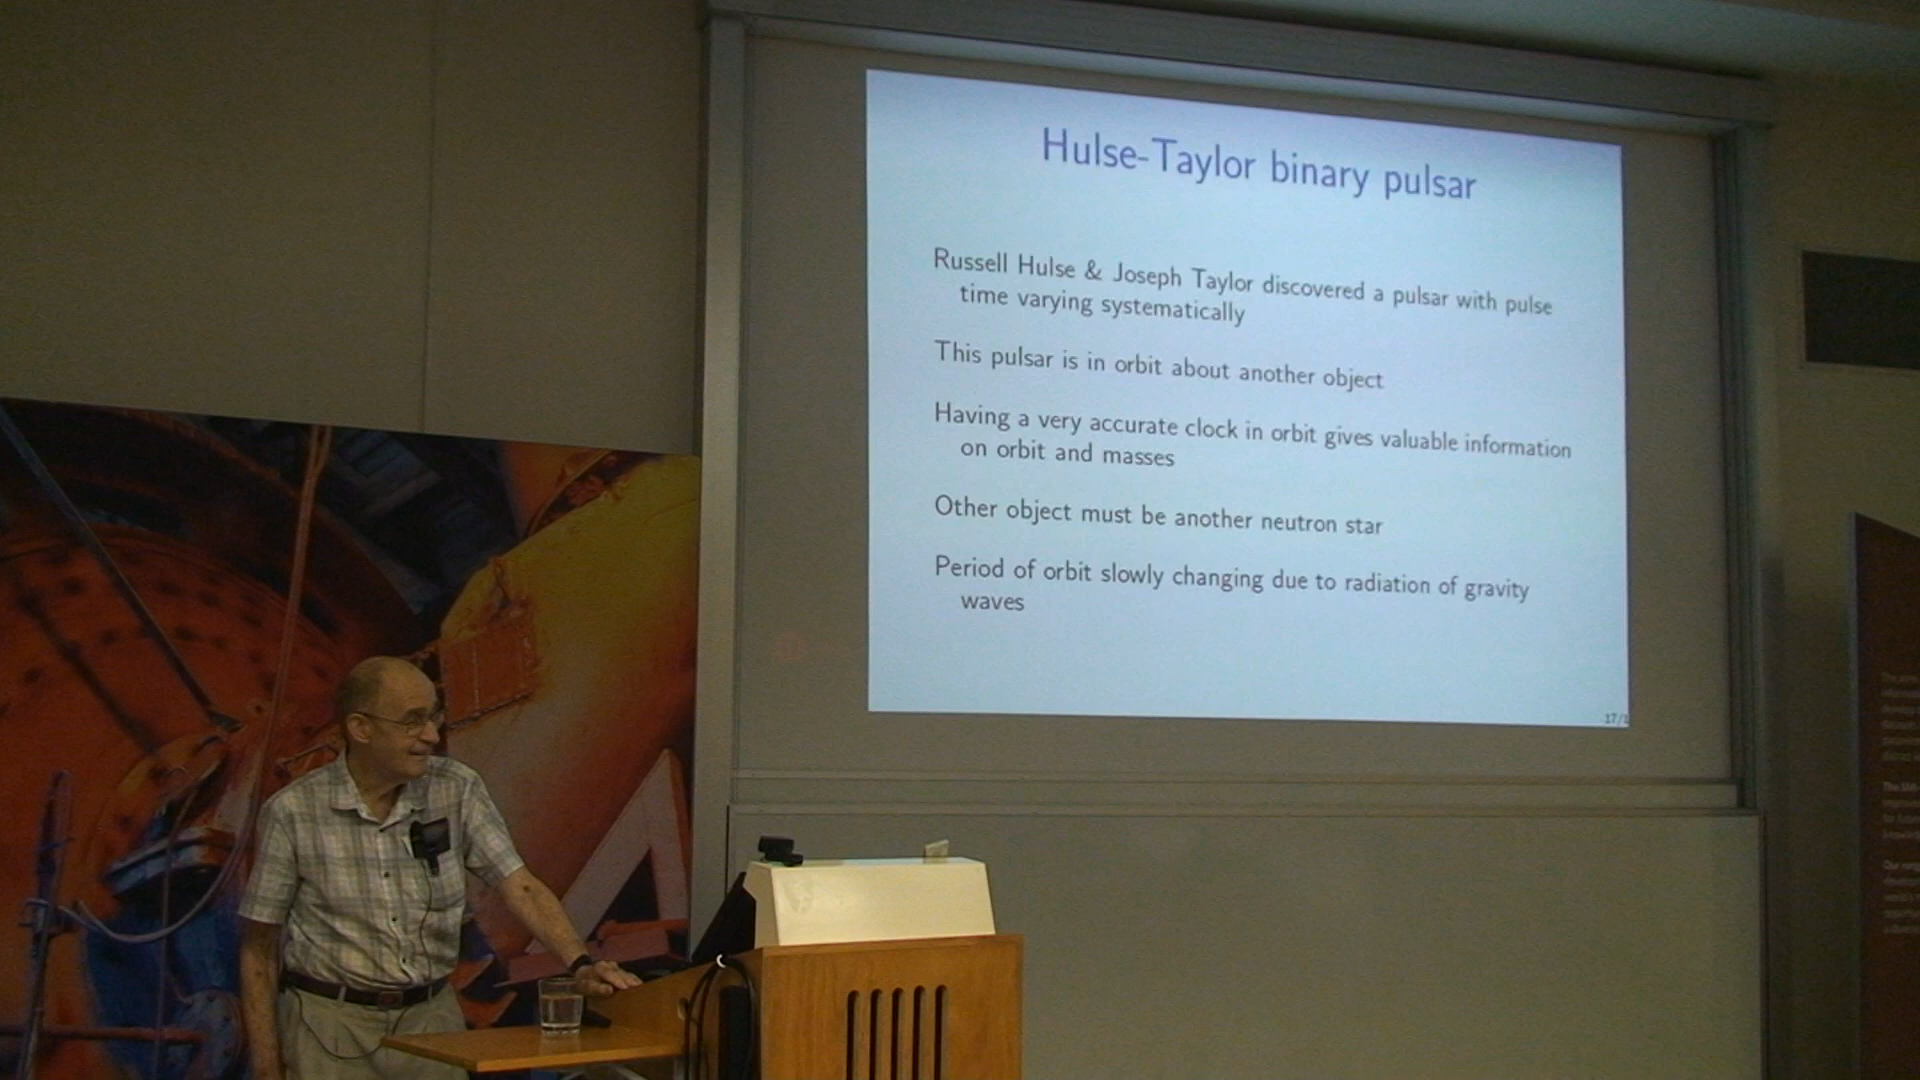 Hulse-Taylor binary pulsar
Russell Hulse & Joseph Taylor discovered a pulsar with pulse
time varying systematically
This pulsar is in orbit about another object
Having a very accurate clock in orbit gives valuable information
on orbit and masses
Other object must be another neutron star
Period of orbit slowly changing due to radiation of gravity
waves
17/1